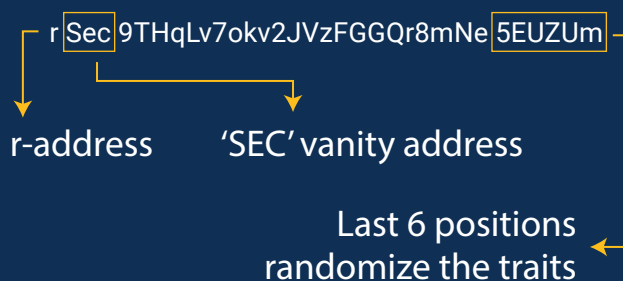 r Sec 9THqLv7okv2JVzFGGQr8mNe 5EUZUm
r-address
‘SEC’ vanity address
Last 6 positions
randomize the traits